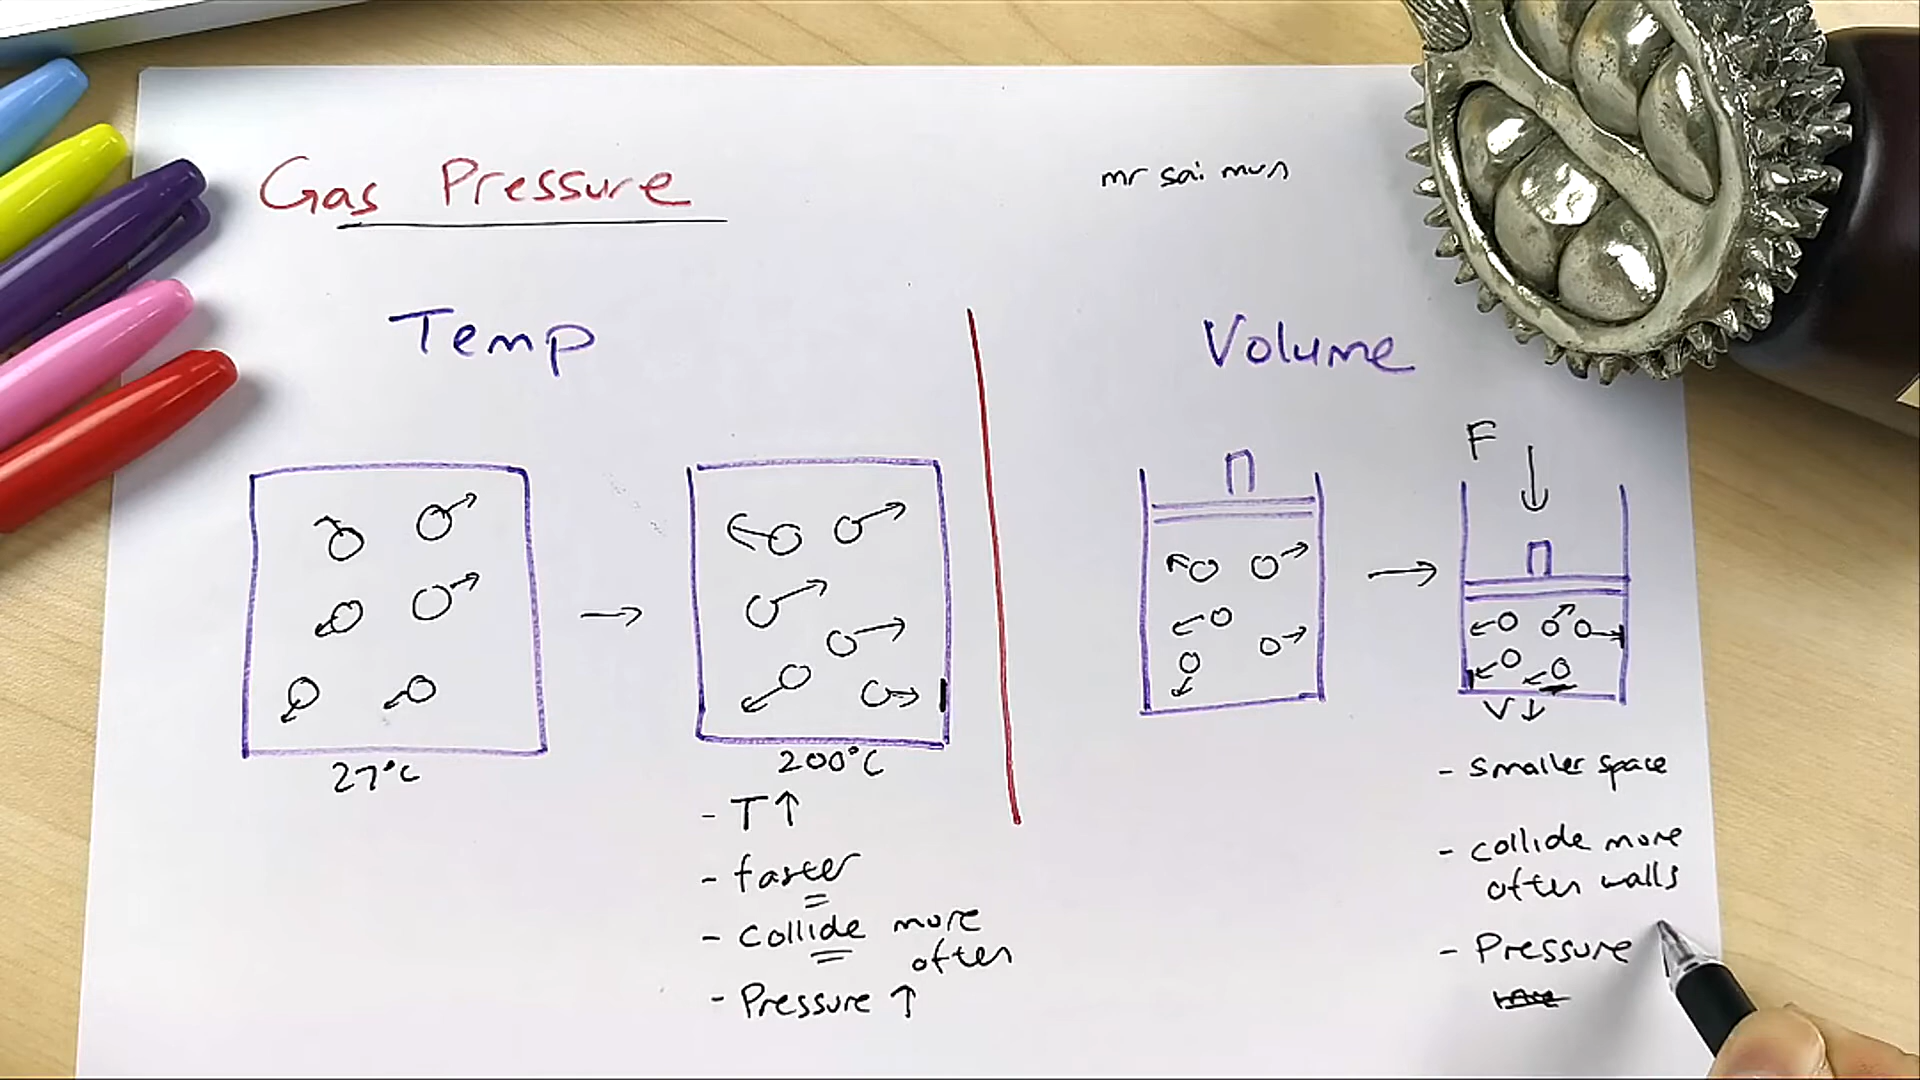 Gas Pressure
mr sai mun
Temp
Volume
F
27°C
200°C
- T↑
- faster
- collide more
often
- Pressure ↑
V↓
- smaller space
- collide more
often walls
- Pressure